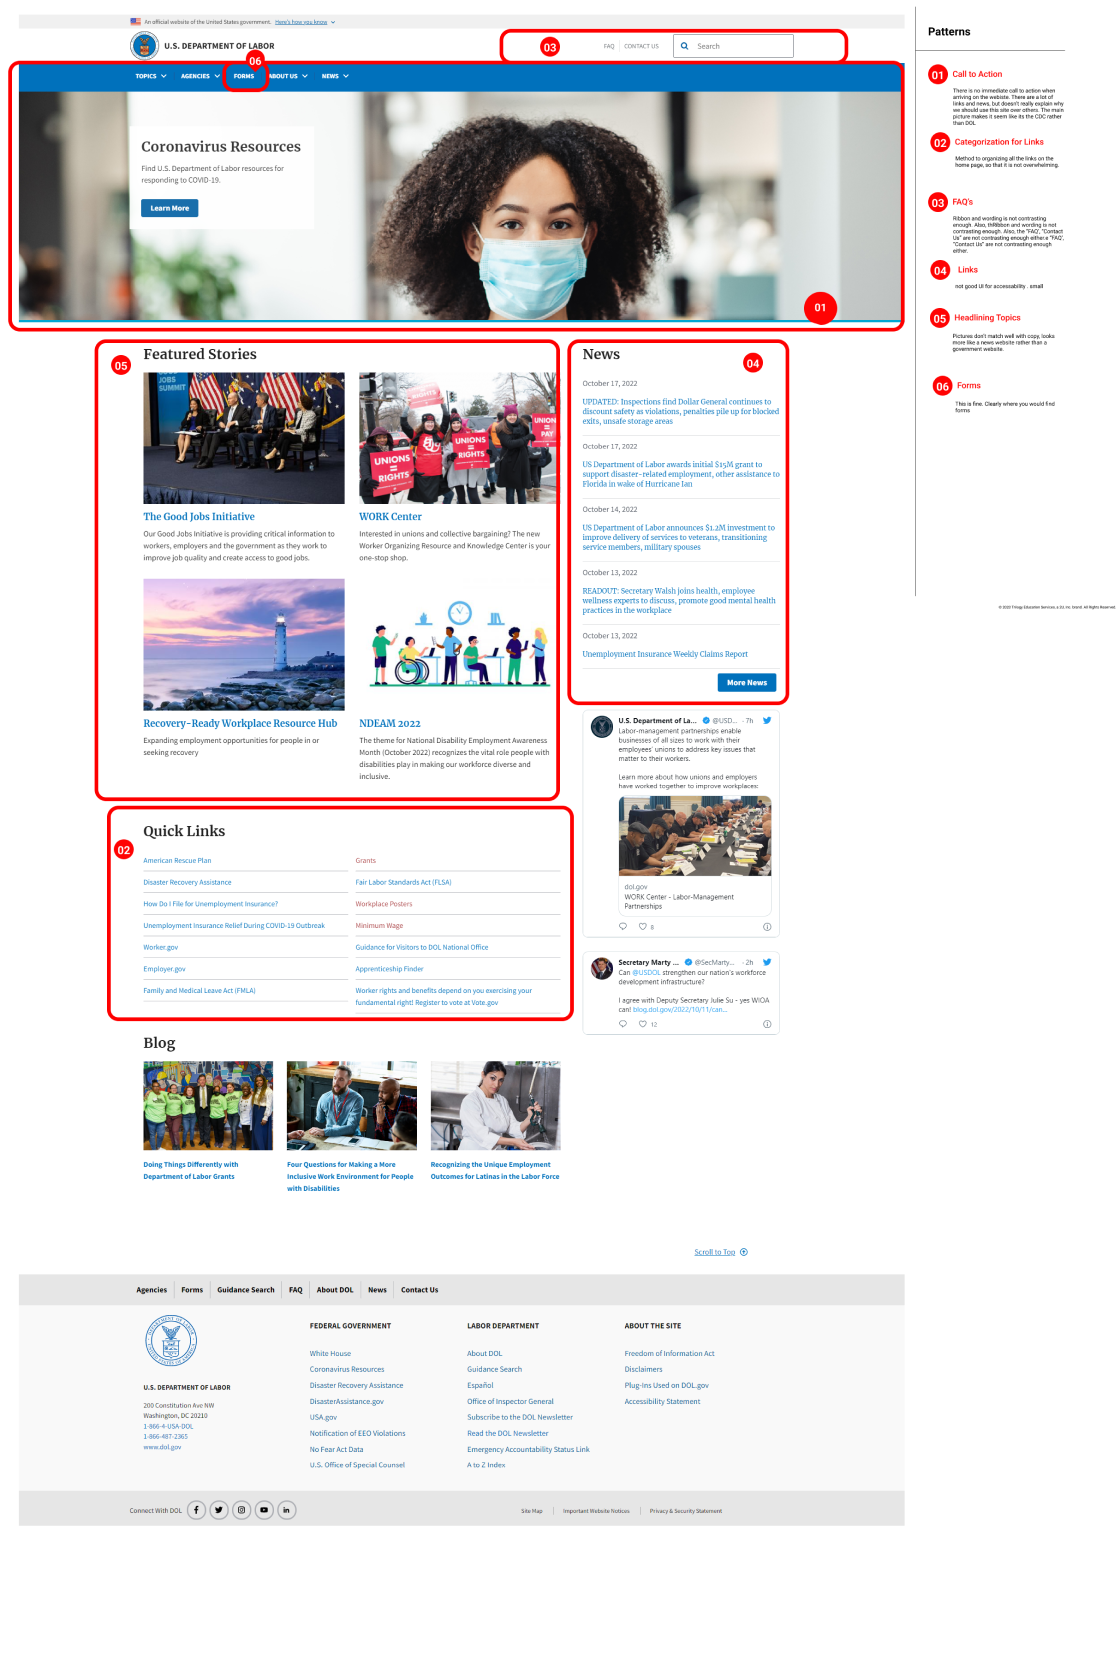 An official website of the United States government. Here's how you know
U.S. DEPARTMENT OF LABOR
03
FAQ
CONTACT US
Search
06
TOPICS
AGENCIES
FORMS
ABOUT US
NEWS
Coronavirus Resources
Find U.S. Department of Labor resources for
responding to COVID-19.
Learn More
01
05
Featured Stories
JOBS
SUMMIT
UNIONS
=
RIGHTS
UNIONS
=
RIGHTS
UNIONS
=
PAY
The Good Jobs Initiative
Our Good Jobs Initiative is providing critical information to
workers, employers and the government as they work to
improve job quality and create access to good jobs.
WORK Center
Interested in unions and collective bargaining? The new
Worker Organizing Resource and Knowledge Center is your
one-stop shop.
Recovery-Ready Workplace Resource Hub
Expanding employment opportunities for people in or
seeking recovery
NDEAM 2022
The theme for National Disability Employment Awareness
Month (October 2022) recognizes the vital role people with
disabilities play in making our workforce diverse and
inclusive.
News
04
October 17, 2022
UPDATED: Inspections find Dollar General continues to
discount safety as violations, penalties pile up for blocked
exits, unsafe storage areas
October 17, 2022
US Department of Labor awards initial $15M grant to
support disaster-related employment, other assistance to
Florida in wake of Hurricane Ian
October 14, 2022
US Department of Labor announces $1.2M investment to
improve delivery of services to veterans, transitioning
service members, military spouses
October 13, 2022
READOUT: Secretary Walsh joins health, employee
wellness experts to discuss, promote good mental health
practices in the workplace
October 13, 2022
Unemployment Insurance Weekly Claims Report
More News
U.S. Department of La... @USD... · 7h
Labor-management partnerships enable
businesses of all sizes to work with their
employees' unions to address key issues that
matter to their workers.
Learn more about how unions and employers
have worked together to improve workplaces:
dol.gov
WORK Center - Labor-Management
Partnerships
8
Secretary Marty ... @SecMarty... · 2h
Can @USDOL strengthen our nation's workforce
development infrastructure?
I agree with Deputy Secretary Julie Su - yes WIOA
can! blog.dol.gov/2022/10/11/can...
12
02
Quick Links
American Rescue Plan
Disaster Recovery Assistance
How Do I File for Unemployment Insurance?
Unemployment Insurance Relief During COVID-19 Outbreak
Worker.gov
Employer.gov
Family and Medical Leave Act (FMLA)
Grants
Fair Labor Standards Act (FLSA)
Workplace Posters
Minimum Wage
Guidance for Visitors to DOL National Office
Apprenticeship Finder
Worker rights and benefits depend on you exercising your
fundamental right! Register to vote at Vote.gov
Blog
Doing Things Differently with
Department of Labor Grants
Four Questions for Making a More
Inclusive Work Environment for People
with Disabilities
Recognizing the Unique Employment
Outcomes for Latinas in the Labor Force
Scroll to Top
Agencies
Forms
Guidance Search
FAQ
About DOL
News
Contact Us
U.S. DEPARTMENT OF LABOR
200 Constitution Ave NW
Washington, DC 20210
1-866-4-USA-DOL
1-866-487-2365
www.dol.gov
FEDERAL GOVERNMENT
White House
Coronavirus Resources
Disaster Recovery Assistance
DisasterAssistance.gov
USA.gov
Notification of EEO Violations
No Fear Act Data
U.S. Office of Special Counsel
LABOR DEPARTMENT
About DOL
Guidance Search
Español
Office of Inspector General
Subscribe to the DOL Newsletter
Read the DOL Newsletter
Emergency Accountability Status Link
A to Z Index
ABOUT THE SITE
Freedom of Information Act
Disclaimers
Plug-Ins Used on DOL.gov
Accessibility Statement
Connect With DOL
Site Map
Important Website Notices
Privacy & Security Statement
Patterns
01
Call to Action
There is no immediate call to action when
arriving on the webiste. There are a lot of
links and news, but doesn't really explain why
we should use this site over others. The main
picture makes it seem like its the CDC rather
than DOL
02
Categorization for Links
Method to organizing all the links on the
home page, so that it is not overwhelming.
03
FAQ's
Ribbon and wording is not contrasting
enough. Also, thRibbon and wording is not
contrasting enough. Also, the "FAQ', "Contact
Us" are not contrasting enough either.e "FAQ',
"Contact Us" are not contrasting enough
either.
04
Links
not good UI for accessability . small
05
Headlining Topics
Pictures don't match well with copy, looks
more like a news website rather than a
government website.
06
Forms
This is fine. Clearly where you would find
forms
© 2020 Trilogy Education Services, a 2U, Inc. brand. All Rights Reserved.